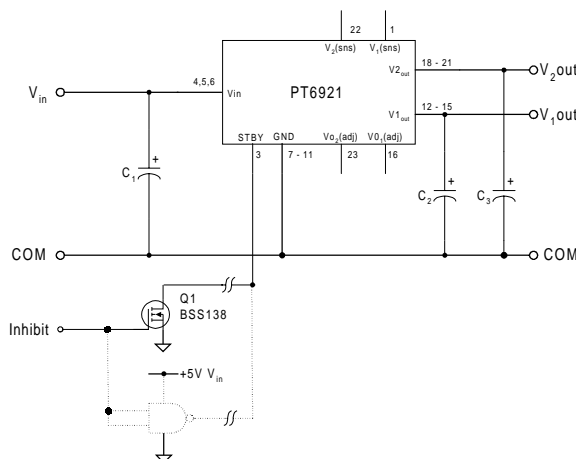 22 1
V2(sns) V1(sns)
18 - 21
V2out
V2out
4,5,6
Vin
Vin
PT6921
12 - 15
V1out
V1out
STBY GND Vo2(adj) V01(adj)
3 7 - 11 23 16
+ + +
C1 C2 C3
COM COM
Q1
BSS138
Inhibit
+5V Vin